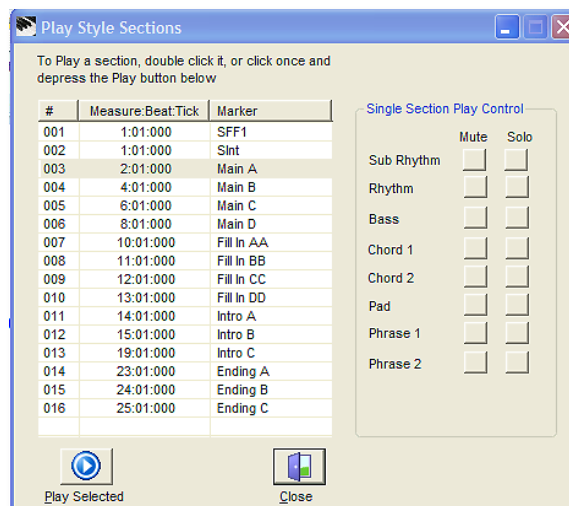 Play Style Sections
To Play a section, double click it, or click once and
depress the Play button below
# Measure:Beat:Tick Marker
001 1:01:000 SFF1
002 1:01:000 SInt
003 2:01:000 Main A
004 4:01:000 Main B
005 6:01:000 Main C
006 8:01:000 Main D
007 10:01:000 Fill In AA
008 11:01:000 Fill In BB
009 12:01:000 Fill In CC
010 13:01:000 Fill In DD
011 14:01:000 Intro A
012 15:01:000 Intro B
013 19:01:000 Intro C
014 23:01:000 Ending A
015 24:01:000 Ending B
016 25:01:000 Ending C
Single Section Play Control
Mute Solo
Sub Rhythm
Rhythm
Bass
Chord 1
Chord 2
Pad
Phrase 1
Phrase 2
Play Selected
Close